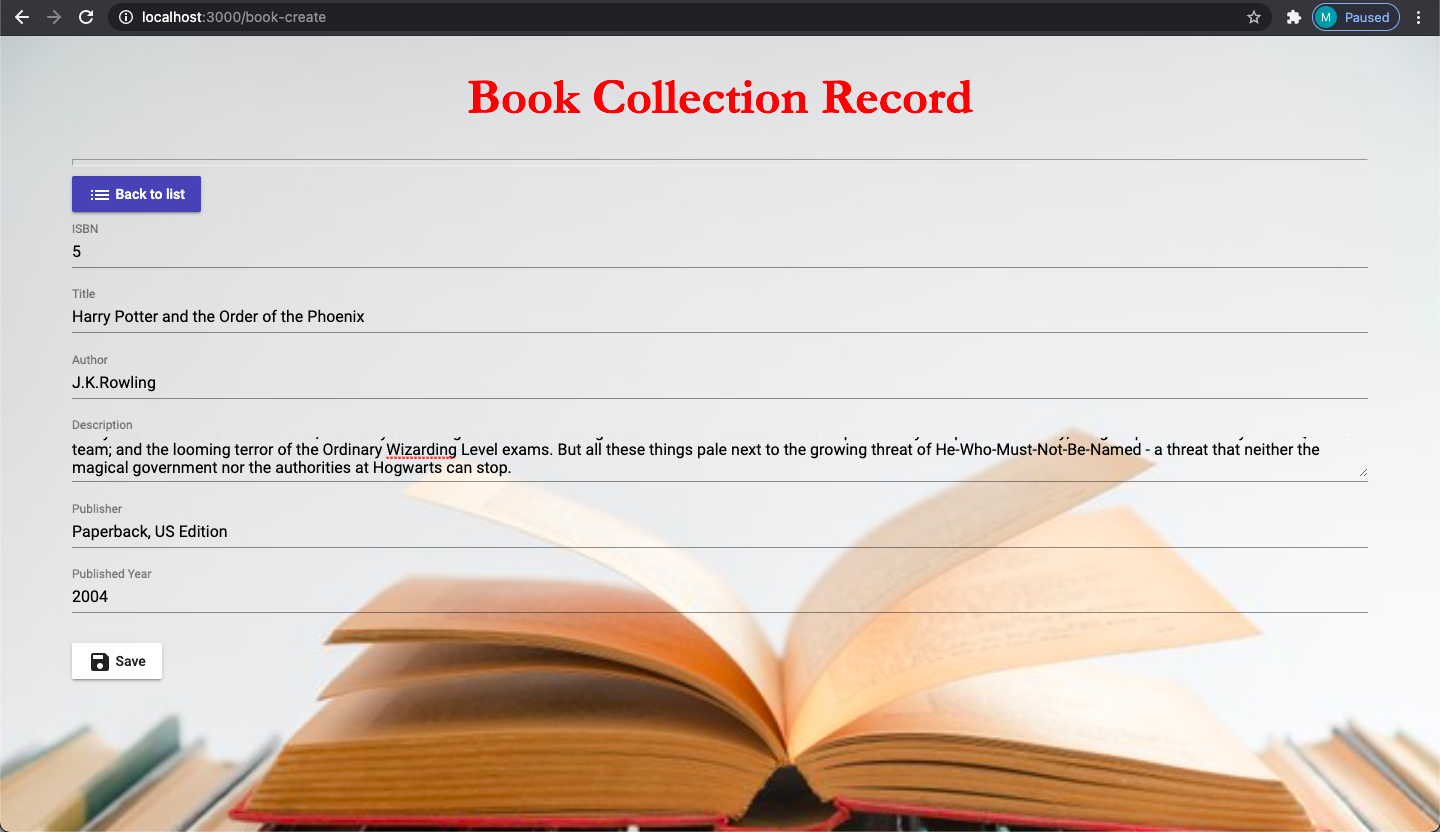 localhost:3000/book-create
M Paused
Book Collection Record
Back to list
ISBN
5
Title
Harry Potter and the Order of the Phoenix
Author
J.K.Rowling
Description
team; and the looming terror of the Ordinary Wizarding Level exams. But all these things pale next to the growing threat of He-Who-Must-Not-Be-Named - a threat that neither the
magical government nor the authorities at Hogwarts can stop.
Publisher
Paperback, US Edition
Published Year
2004
Save